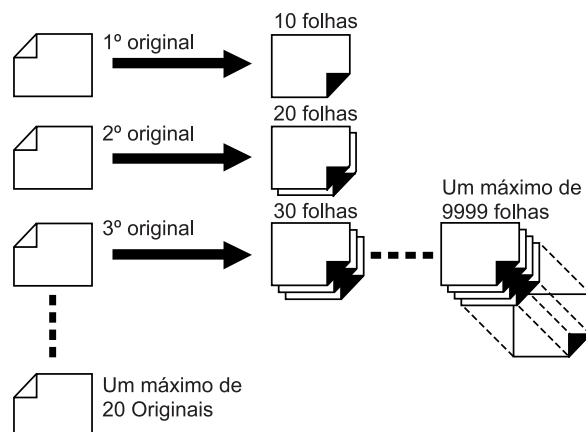 1º original
10 folhas
2º original
20 folhas
3º original
30 folhas
Um máximo de
9999 folhas
Um máximo de
20 Originais